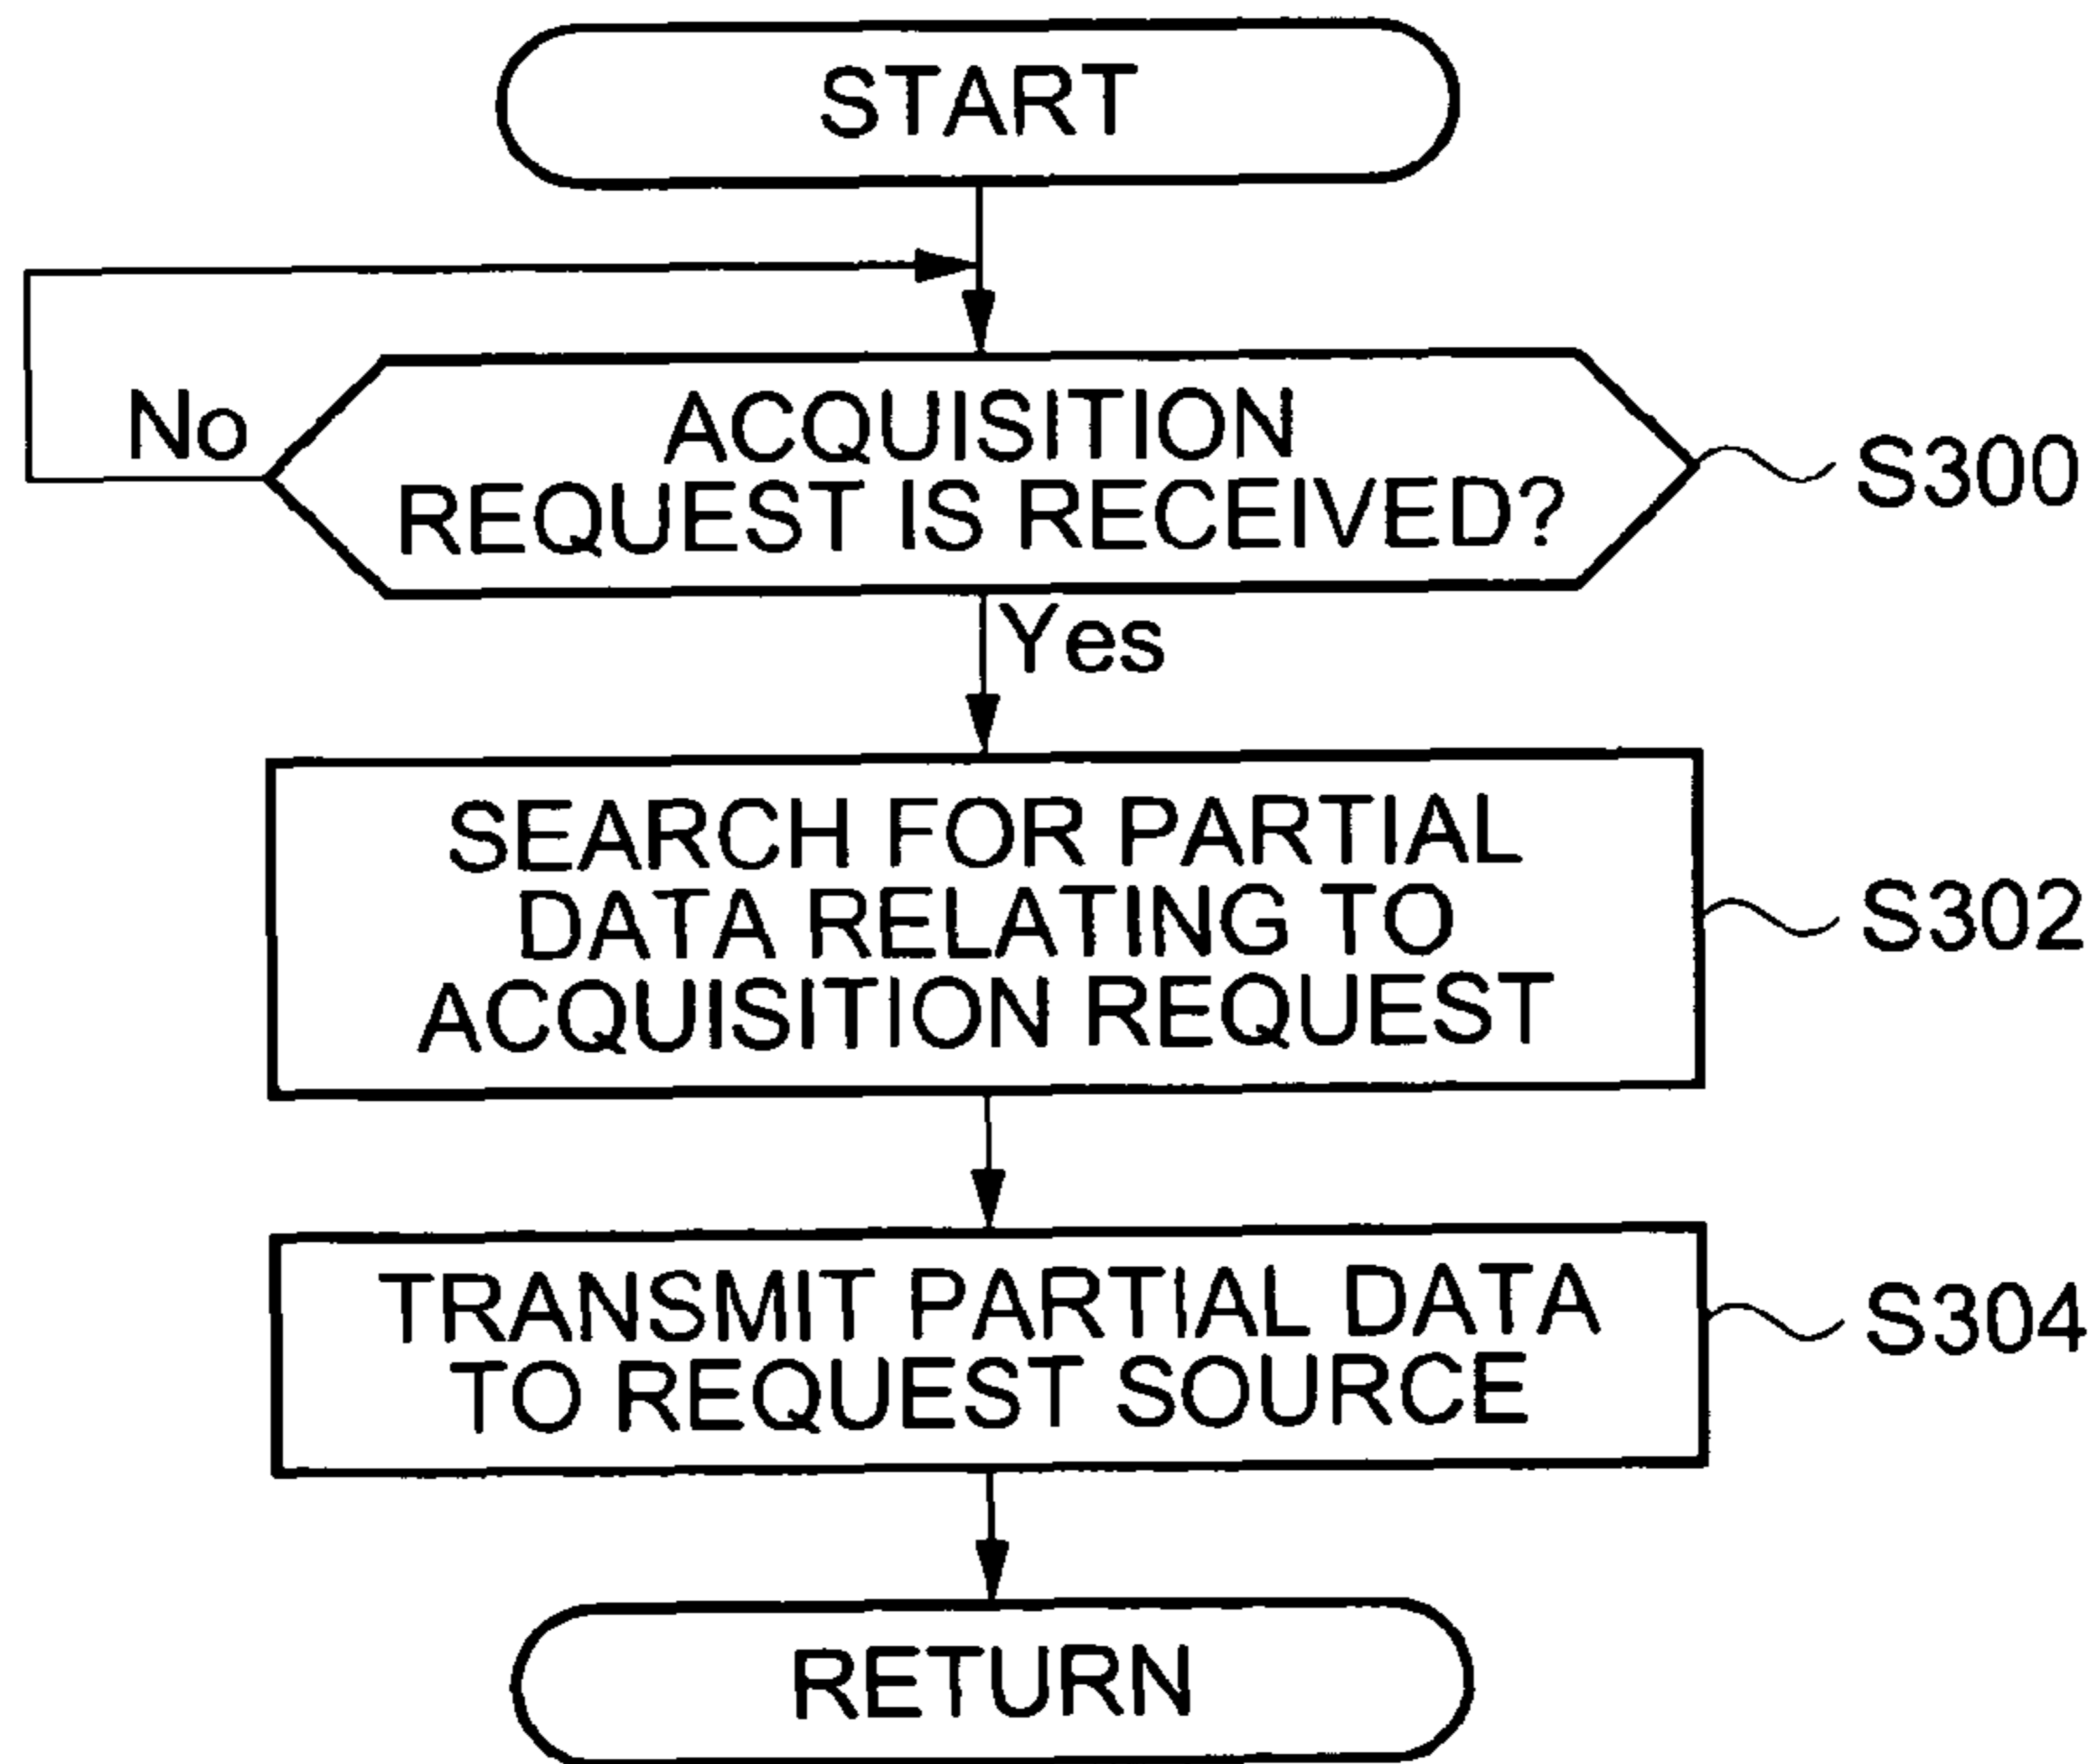 START
No
ACQUISITION
REQUEST IS RECEIVED?
S300
Yes
SEARCH FOR PARTIAL
DATA RELATING TO
ACQUISITION REQUEST
S302
TRANSMIT PARTIAL DATA
TO REQUEST SOURCE
S304
RETURN